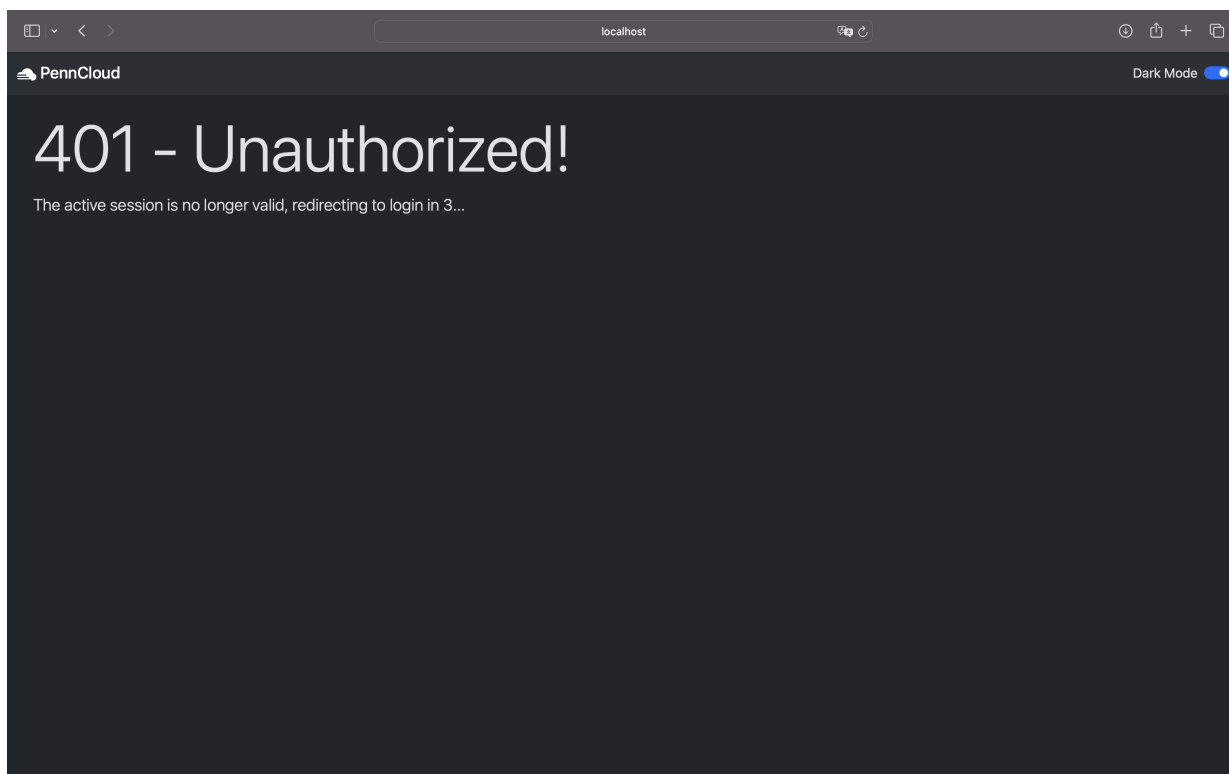 localhost
PennCloud
Dark Mode
401 - Unauthorized!
The active session is no longer valid, redirecting to login in 3...